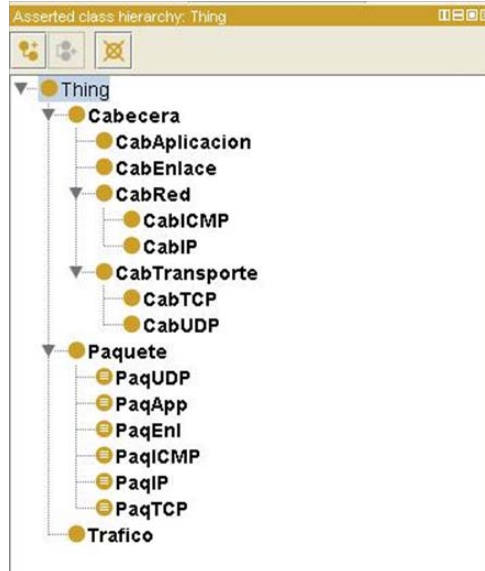 Asserted class hierarchy: Thing
Thing
Cabecera
CabAplicacion
CabEnlace
CabRed
CabICMP
CabIP
CabTransporte
CabTCP
CabUDP
Paquete
PaqUDP
PaqApp
PaqEnl
PaqICMP
PaqIP
PaqTCP
Trafico